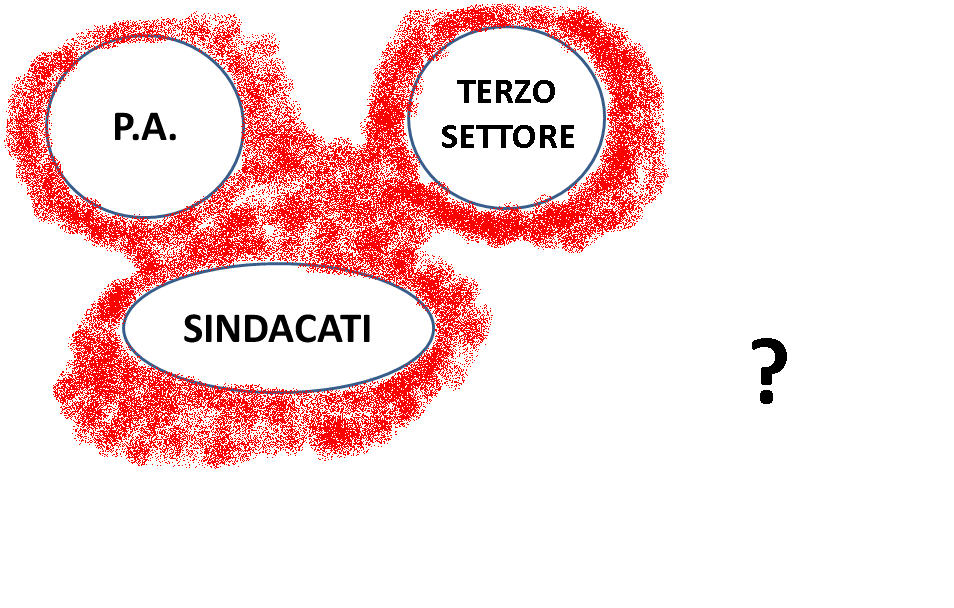 P.A.
TERZO
SETTORE
SINDACATI
?